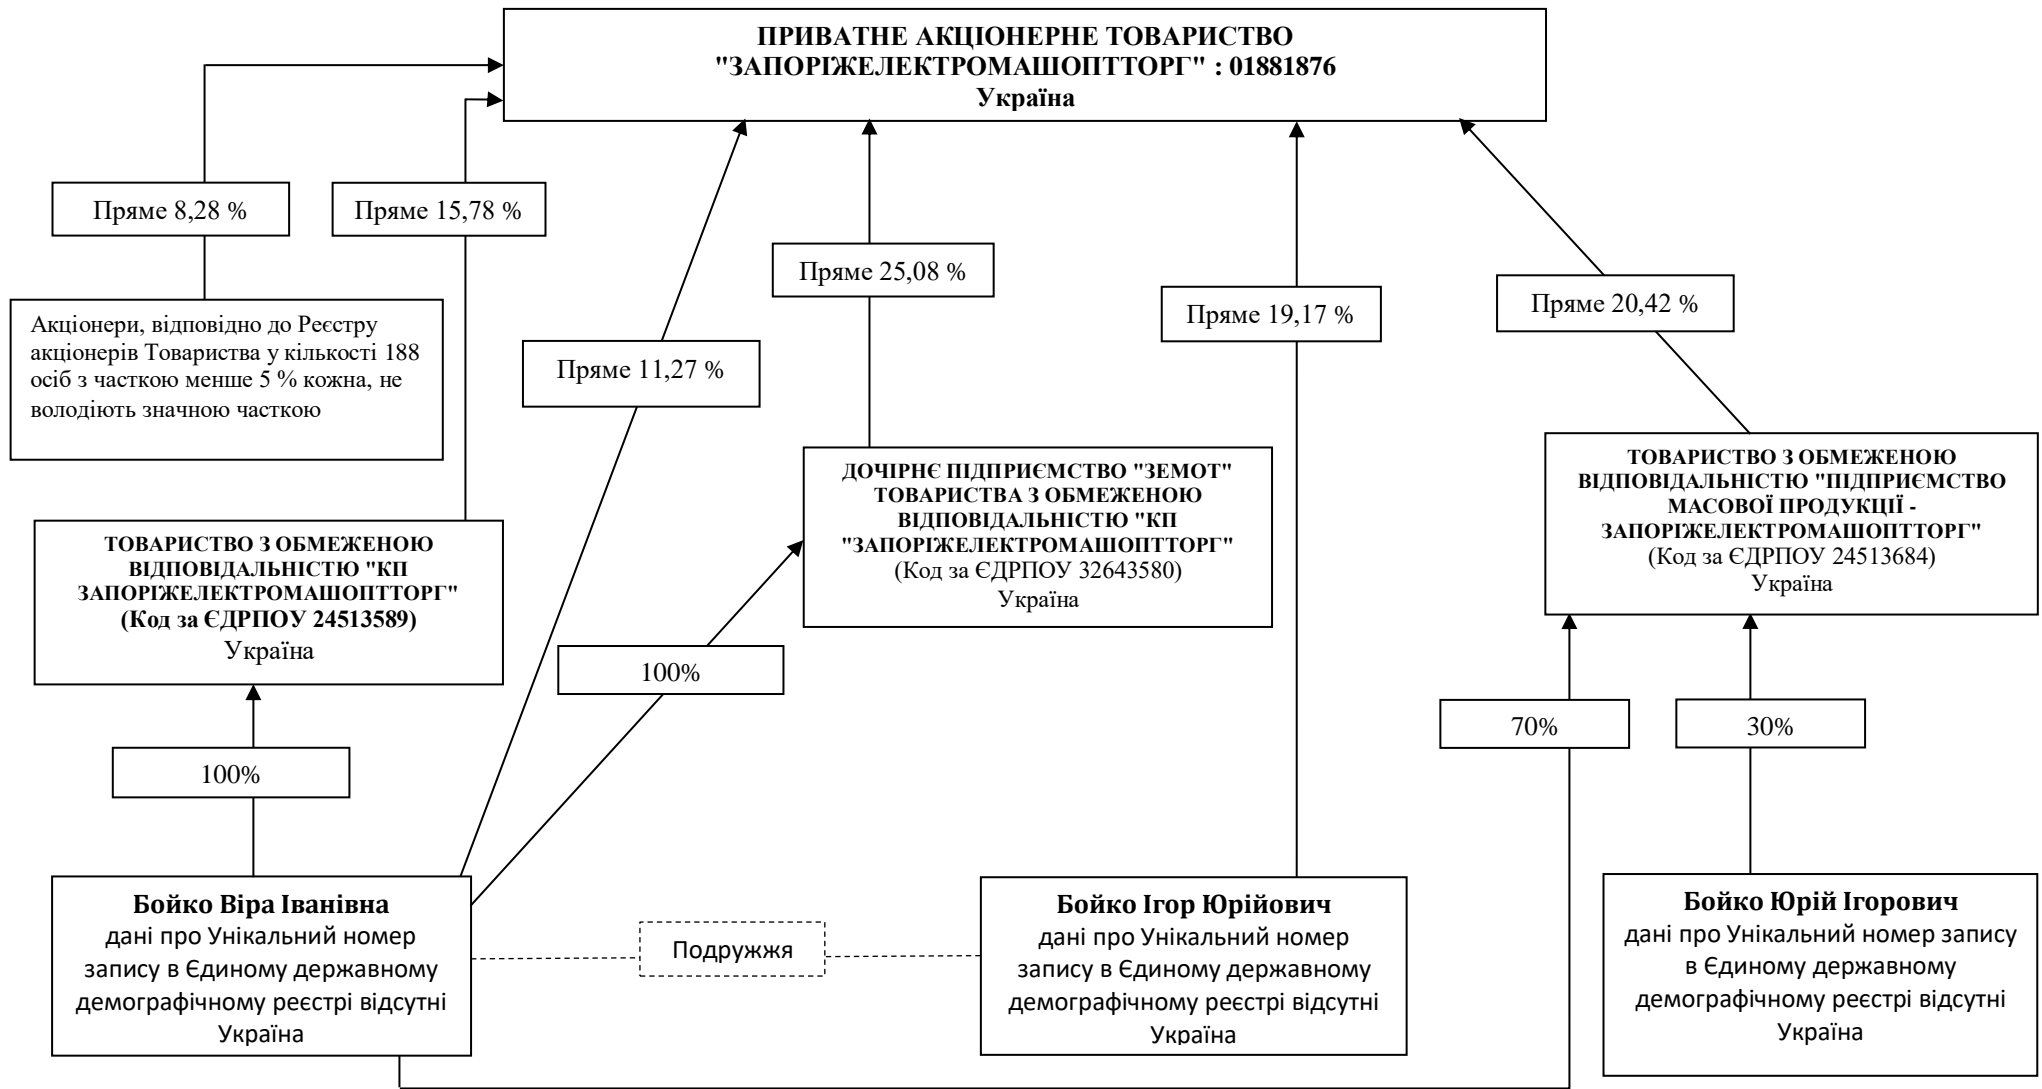 ПРИВАТНЕ АКЦІОНЕРНЕ ТОВАРИСТВО
"ЗАПОРІЖЕЛЕКТРОМАШОПТТОРГ" : 01881876
Україна
Пряме 8,28 %
Пряме 15,78 %
Пряме 25,08 %
Пряме 19,17 %
Пряме 20,42 %
Пряме 11,27 %
Акціонери, відповідно до Реєстру
акціонерів Товариства у кількості 188
осіб з часткою менше 5 % кожна, не
володіють значною часткою
ТОВАРИСТВО З ОБМЕЖЕНОЮ
ВІДПОВІДАЛЬНІСТЮ "КП
ЗАПОРІЖЕЛЕКТРОМАШОПТТОРГ"
(Код за ЄДРПОУ 24513589)
Україна
ДОЧІРНЄ ПІДПРИЄМСТВО "ЗЕМОТ"
ТОВАРИСТВА З ОБМЕЖЕНОЮ
ВІДПОВІДАЛЬНІСТЮ "КП
"ЗАПОРІЖЕЛЕКТРОМАШОПТТОРГ"
(Код за ЄДРПОУ 32643580)
Україна
ТОВАРИСТВО З ОБМЕЖЕНОЮ
ВІДПОВІДАЛЬНІСТЮ "ПІДПРИЄМСТВО
МАСОВОЇ ПРОДУКЦІЇ -
ЗАПОРІЖЕЛЕКТРОМАШОПТТОРГ"
(Код за ЄДРПОУ 24513684)
Україна
100%
100%
70%
30%
Бойко Віра Іванівна
дані про Унікальний номер
запису в Єдиному державному
демографічному реєстрі відсутні
Україна
Подружжя
Бойко Ігор Юрійович
дані про Унікальний номер
запису в Єдиному державному
демографічному реєстрі відсутні
Україна
Бойко Юрій Ігорович
дані про Унікальний номер запису
в Єдиному державному
демографічному реєстрі відсутні
Україна